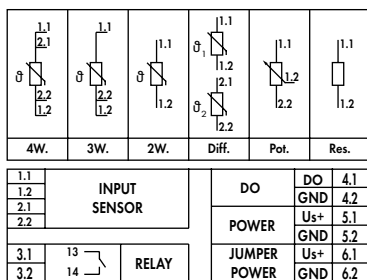 1.1 2.1 ϑ 2.2 1.2
1.1 ϑ 2.2 1.2
1.1 ϑ 1.2
1.1 ϑ1 1.2 2.1 ϑ2 2.2
1.1 1.2 2.2
1.1 1.2
4W. 3W. 2W. Diff. Pot. Res.
1.1
1.2
2.1
2.2
INPUT
SENSOR
3.1 13
3.2 14
RELAY
DO DO 4.1
GND 4.2
POWER Us+ 5.1
GND 5.2
JUMPER Us+ 6.1
POWER GND 6.2